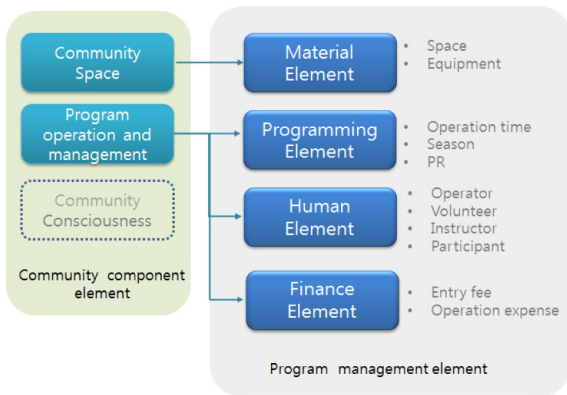 Community
Space
Program
operation and
management
Community
Consciousness
Community component
element
Material
Element
• Space
• Equipment
Programming
Element
• Operation time
• Season
• PR
Human
Element
• Operator
• Volunteer
• Instructor
• Participant
Finance
Element
• Entry fee
• Operation expense
Program management element